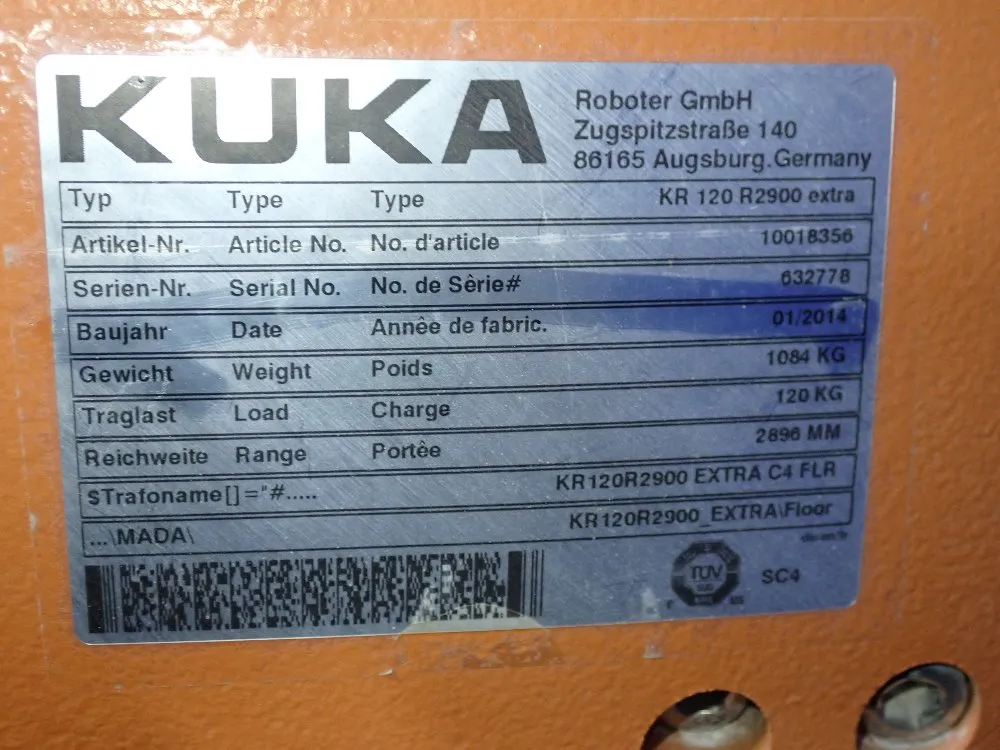 KUKA
Roboter GmbH
Zugspitzstraße 140
86165 Augsburg.Germany
Typ Type Type KR 120 R2900 extra
Artikel-Nr. Article No. No. d'article 10018356
Serien-Nr. Serial No. No. de Sêrie# 632778
Baujahr Date Annêe de fabric. 01/2014
Gewicht Weight Poids 1084 KG
Traglast Load Charge 120 KG
Reichweite Range Portêe 2896 MM
$Trafoname[]="#..... KR120R2900 EXTRA C4 FLR
...\MADA\ KR120R2900_EXTRA\Floor
TÜV
SC4